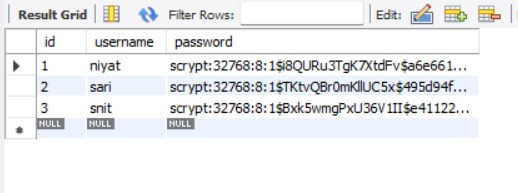 Result Grid Filter Rows: Edit:
id username password
1 niyat scrypt:32768:8:1$i8QURu3TgK7XtdFv$a6e661...
2 sari scrypt:32768:8:1$TKtvQBr0mKllUC5x$495d94f...
3 snit scrypt:32768:8:1$Bxk5wmgPxU36V1II$e41122...
NULL NULL NULL